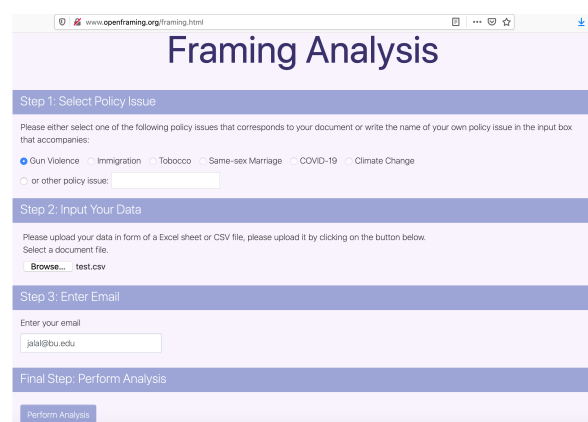 www.openframing.org/framing.html
Framing Analysis
Step 1: Select Policy Issue
Please either select one of the following policy issues that corresponds to your document or write the name of your own policy issue in the input box
that accompanies:
Gun Violence Immigration Tobocco Same-sex Marriage COVID-19 Climate Change
or other policy issue:
Step 2: Input Your Data
Please upload your data in form of a Excel sheet or CSV file, please upload it by clicking on the button below.
Select a document file.
Browse... test.csv
Step 3: Enter Email
Enter your email
jalal@bu.edu
Final Step: Perform Analysis
Perform Analysis